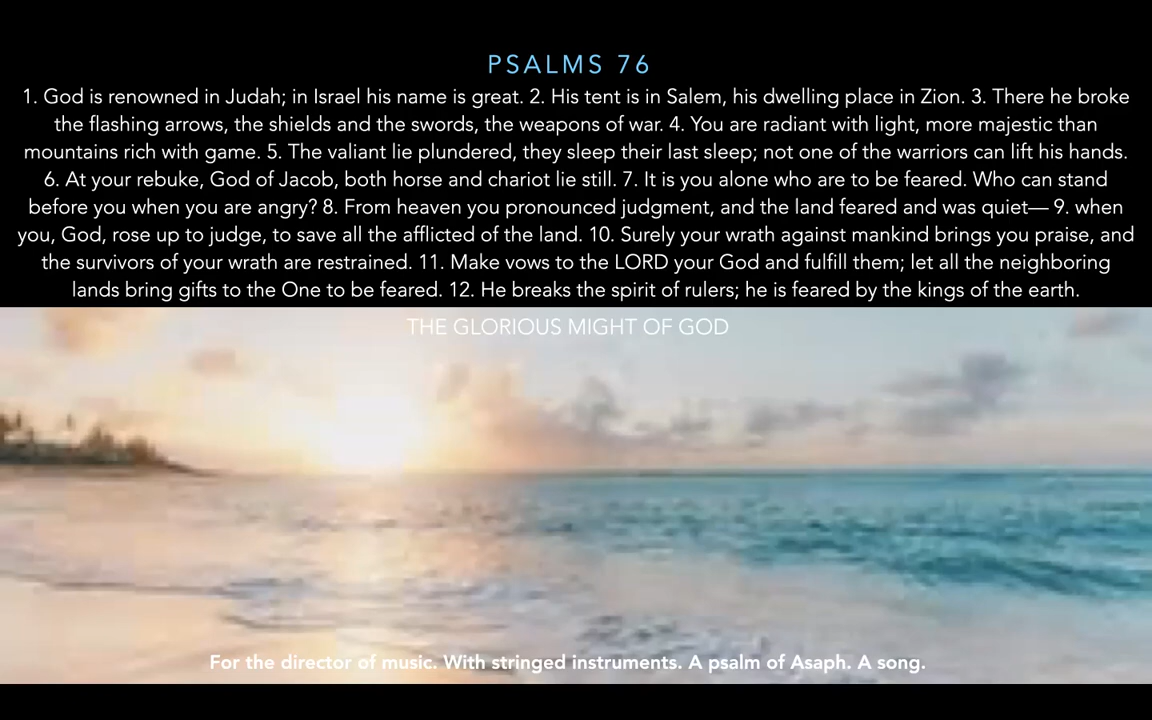 PSALMS 76
1. God is renowned in Judah; in Israel his name is great. 2. His tent is in Salem, his dwelling place in Zion. 3. There he broke
the flashing arrows, the shields and the swords, the weapons of war. 4. You are radiant with light, more majestic than
mountains rich with game. 5. The valiant lie plundered, they sleep their last sleep; not one of the warriors can lift his hands.
6. At your rebuke, God of Jacob, both horse and chariot lie still. 7. It is you alone who are to be feared. Who can stand
before you when you are angry? 8. From heaven you pronounced judgment, and the land feared and was quiet— 9. when
you, God, rose up to judge, to save all the afflicted of the land. 10. Surely your wrath against mankind brings you praise, and
the survivors of your wrath are restrained. 11. Make vows to the LORD your God and fulfill them; let all the neighboring
lands bring gifts to the One to be feared. 12. He breaks the spirit of rulers; he is feared by the kings of the earth.
THE GLORIOUS MIGHT OF GOD
For the director of music. With stringed instruments. A psalm of Asaph. A song.